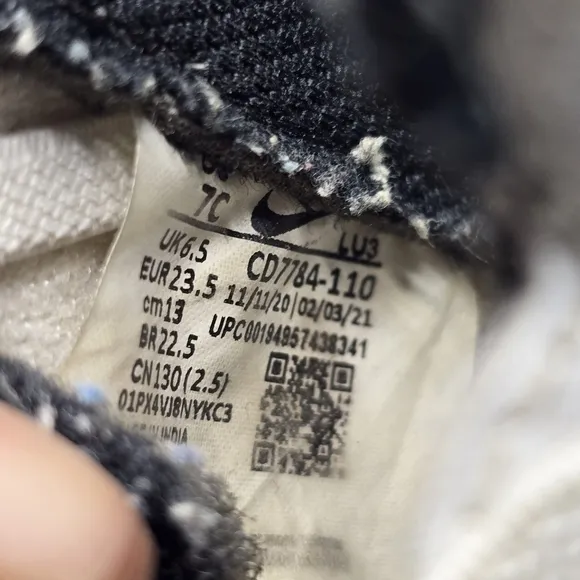 7C
LU3
UK6.5
CD7784-110
EUR23.5
11/11/20|02/03/21
cm13
UPC00194957438341
BR22.5
CN130(2.5)
01PX4VJ8NYKC3
INDIA